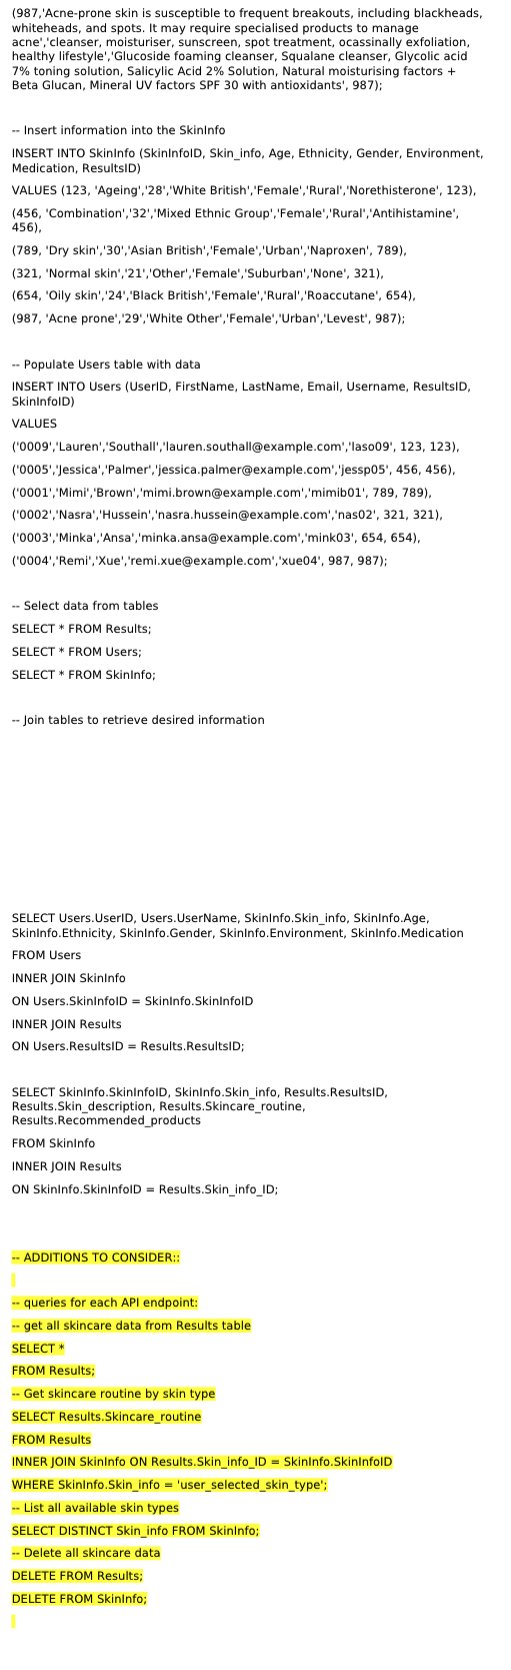 (987,'Acne-prone skin is susceptible to frequent breakouts, including blackheads,
whiteheads, and spots. It may require specialised products to manage
acne','cleanser, moisturiser, sunscreen, spot treatment, ocassinally exfoliation,
healthy lifestyle','Glucoside foaming cleanser, Squalane cleanser, Glycolic acid
7% toning solution, Salicylic Acid 2% Solution, Natural moisturising factors +
Beta Glucan, Mineral UV factors SPF 30 with antioxidants', 987);
-- Insert information into the SkinInfo
INSERT INTO SkinInfo (SkinInfoID, Skin_info, Age, Ethnicity, Gender, Environment,
Medication, ResultsID)
VALUES (123, 'Ageing','28','White British','Female','Rural','Norethisterone', 123),
(456, 'Combination','32','Mixed Ethnic Group','Female','Rural','Antihistamine',
456),
(789, 'Dry skin','30','Asian British','Female','Urban','Naproxen', 789),
(321, 'Normal skin','21','Other','Female','Suburban','None', 321),
(654, 'Oily skin','24','Black British','Female','Rural','Roaccutane', 654),
(987, 'Acne prone','29','White Other','Female','Urban','Levest', 987);
-- Populate Users table with data
INSERT INTO Users (UserID, FirstName, LastName, Email, Username, ResultsID,
SkinInfoID)
VALUES
('0009','Lauren','Southall','lauren.southall@example.com','laso09', 123, 123),
('0005','Jessica','Palmer','jessica.palmer@example.com','jessp05', 456, 456),
('0001','Mimi','Brown','mimi.brown@example.com','mimib01', 789, 789),
('0002','Nasra','Hussein','nasra.hussein@example.com','nas02', 321, 321),
('0003','Minka','Ansa','minka.ansa@example.com','mink03', 654, 654),
('0004','Remi','Xue','remi.xue@example.com','xue04', 987, 987);
-- Select data from tables
SELECT * FROM Results;
SELECT * FROM Users;
SELECT * FROM SkinInfo;
-- Join tables to retrieve desired information
SELECT Users.UserID, Users.UserName, SkinInfo.Skin_info, SkinInfo.Age,
SkinInfo.Ethnicity, SkinInfo.Gender, SkinInfo.Environment, SkinInfo.Medication
FROM Users
INNER JOIN SkinInfo
ON Users.SkinInfoID = SkinInfo.SkinInfoID
INNER JOIN Results
ON Users.ResultsID = Results.ResultsID;
SELECT SkinInfo.SkinInfoID, SkinInfo.Skin_info, Results.ResultsID,
Results.Skin_description, Results.Skincare_routine,
Results.Recommended_products
FROM SkinInfo
INNER JOIN Results
ON SkinInfo.SkinInfoID = Results.Skin_info_ID;
-- ADDITIONS TO CONSIDER::
-- queries for each API endpoint:
-- get all skincare data from Results table
SELECT *
FROM Results;
-- Get skincare routine by skin type
SELECT Results.Skincare_routine
FROM Results
INNER JOIN SkinInfo ON Results.Skin_info_ID = SkinInfo.SkinInfoID
WHERE SkinInfo.Skin_info = 'user_selected_skin_type';
-- List all available skin types
SELECT DISTINCT Skin_info FROM SkinInfo;
-- Delete all skincare data
DELETE FROM Results;
DELETE FROM SkinInfo;